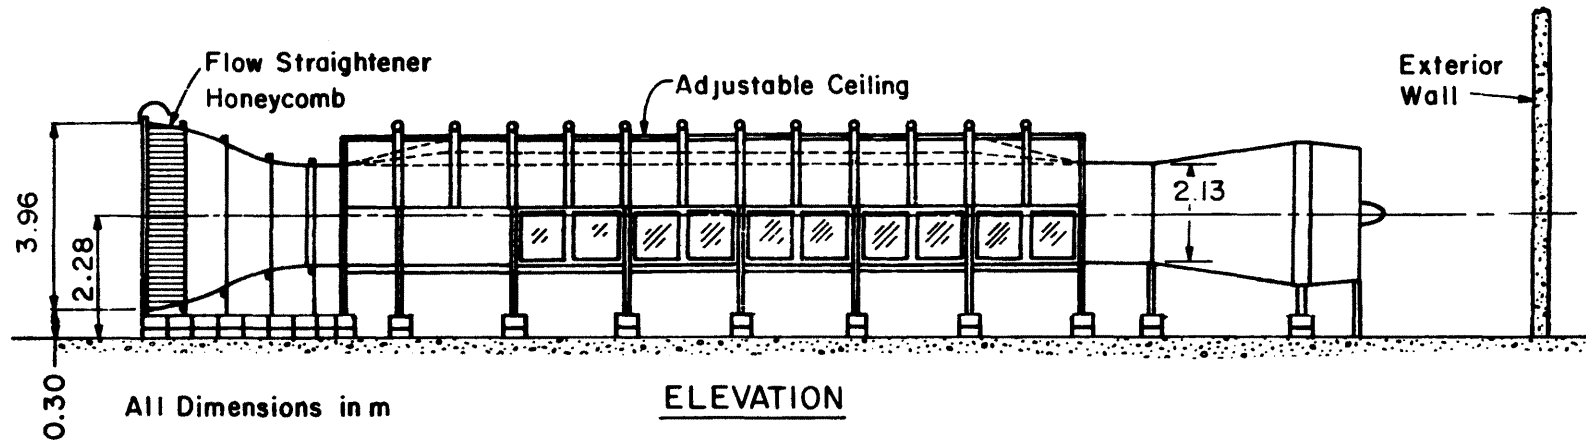 Flow Straightener
Honeycomb
Adjustable Ceiling
Exterior
Wall
3.96
2.28
2.13
0.30
All Dimensions in m
ELEVATION